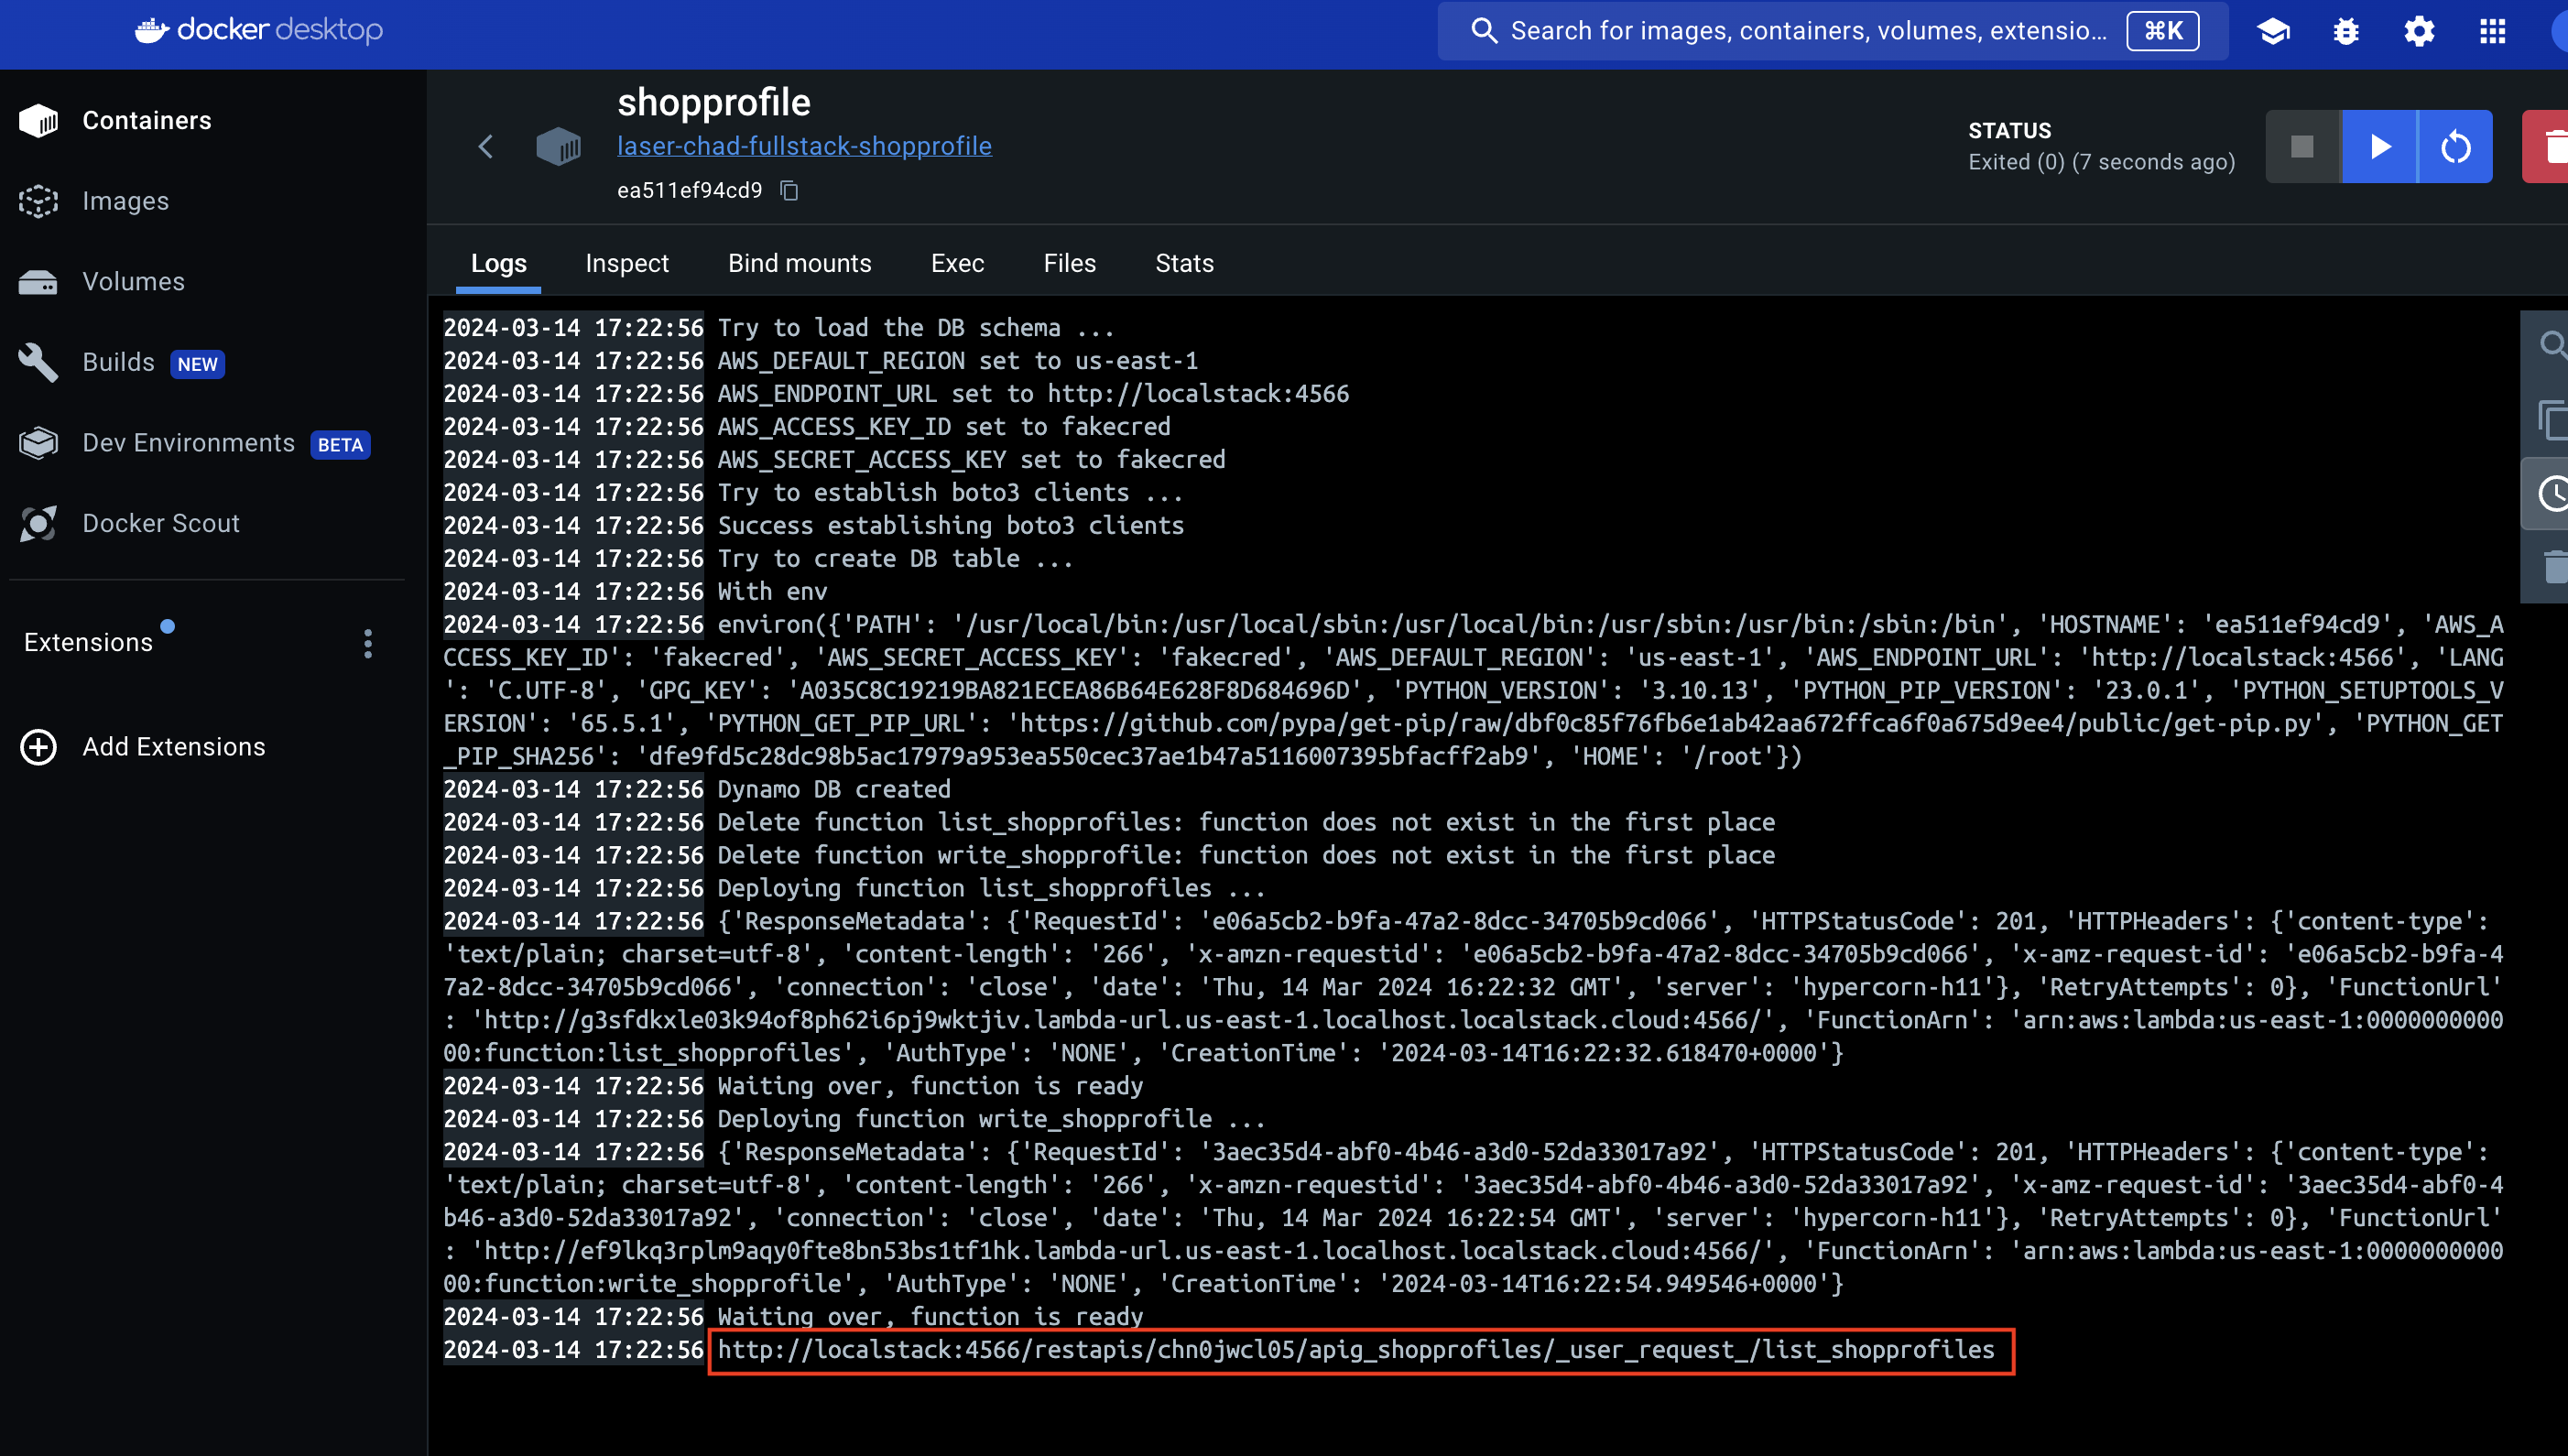 docker desktop
Search for images, containers, volumes, extensio...
⌘K
Containers
Images
Volumes
Builds NEW
Dev Environments BETA
Docker Scout
Extensions
Add Extensions
shopprofile
laser-chad-fullstack-shopprofile
ea511ef94cd9
STATUS
Exited (0) (7 seconds ago)
Logs Inspect Bind mounts Exec Files Stats
2024-03-14 17:22:56 Try to load the DB schema ...
2024-03-14 17:22:56 AWS_DEFAULT_REGION set to us-east-1
2024-03-14 17:22:56 AWS_ENDPOINT_URL set to http://localstack:4566
2024-03-14 17:22:56 AWS_ACCESS_KEY_ID set to fakecred
2024-03-14 17:22:56 AWS_SECRET_ACCESS_KEY set to fakecred
2024-03-14 17:22:56 Try to establish boto3 clients ...
2024-03-14 17:22:56 Success establishing boto3 clients
2024-03-14 17:22:56 Try to create DB table ...
2024-03-14 17:22:56 With env
2024-03-14 17:22:56 environ({'PATH': '/usr/local/bin:/usr/local/sbin:/usr/local/bin:/usr/sbin:/usr/bin:/sbin:/bin', 'HOSTNAME': 'ea511ef94cd9', 'AWS_A
CCESS_KEY_ID': 'fakecred', 'AWS_SECRET_ACCESS_KEY': 'fakecred', 'AWS_DEFAULT_REGION': 'us-east-1', 'AWS_ENDPOINT_URL': 'http://localstack:4566', 'LANG
': 'C.UTF-8', 'GPG_KEY': 'A035C8C19219BA821ECEA86B64E628F8D684696D', 'PYTHON_VERSION': '3.10.13', 'PYTHON_PIP_VERSION': '23.0.1', 'PYTHON_SETUPTOOLS_V
ERSION': '65.5.1', 'PYTHON_GET_PIP_URL': 'https://github.com/pypa/get-pip/raw/dbf0c85f76fb6e1ab42aa672ffca6f0a675d9ee4/public/get-pip.py', 'PYTHON_GET
_PIP_SHA256': 'dfe9fd5c28dc98b5ac17979a953ea550cec37ae1b47a5116007395bfacff2ab9', 'HOME': '/root'})
2024-03-14 17:22:56 Dynamo DB created
2024-03-14 17:22:56 Delete function list_shopprofiles: function does not exist in the first place
2024-03-14 17:22:56 Delete function write_shopprofile: function does not exist in the first place
2024-03-14 17:22:56 Deploying function list_shopprofiles ...
2024-03-14 17:22:56 {'ResponseMetadata': {'RequestId': 'e06a5cb2-b9fa-47a2-8dcc-34705b9cd066', 'HTTPStatusCode': 201, 'HTTPHeaders': {'content-type':
'text/plain; charset=utf-8', 'content-length': '266', 'x-amzn-requestid': 'e06a5cb2-b9fa-47a2-8dcc-34705b9cd066', 'x-amz-request-id': 'e06a5cb2-b9fa-4
7a2-8dcc-34705b9cd066', 'connection': 'close', 'date': 'Thu, 14 Mar 2024 16:22:32 GMT', 'server': 'hypercorn-h11'}, 'RetryAttempts': 0}, 'FunctionUrl'
: 'http://g3sfdkxle03k94of8ph62i6pj9wktjiv.lambda-url.us-east-1.localhost.localstack.cloud:4566/', 'FunctionArn': 'arn:aws:lambda:us-east-1:0000000000
00:function:list_shopprofiles', 'AuthType': 'NONE', 'CreationTime': '2024-03-14T16:22:32.618470+0000'}
2024-03-14 17:22:56 Waiting over, function is ready
2024-03-14 17:22:56 Deploying function write_shopprofile ...
2024-03-14 17:22:56 {'ResponseMetadata': {'RequestId': '3aec35d4-abf0-4b46-a3d0-52da33017a92', 'HTTPStatusCode': 201, 'HTTPHeaders': {'content-type':
'text/plain; charset=utf-8', 'content-length': '266', 'x-amzn-requestid': '3aec35d4-abf0-4b46-a3d0-52da33017a92', 'x-amz-request-id': '3aec35d4-abf0-4
b46-a3d0-52da33017a92', 'connection': 'close', 'date': 'Thu, 14 Mar 2024 16:22:54 GMT', 'server': 'hypercorn-h11'}, 'RetryAttempts': 0}, 'FunctionUrl'
: 'http://ef9lkq3rplm9aqy0fte8bn53bs1tf1hk.lambda-url.us-east-1.localhost.localstack.cloud:4566/', 'FunctionArn': 'arn:aws:lambda:us-east-1:0000000000
00:function:write_shopprofile', 'AuthType': 'NONE', 'CreationTime': '2024-03-14T16:22:54.949546+0000'}
2024-03-14 17:22:56 Waiting over, function is ready
2024-03-14 17:22:56 http://localstack:4566/restapis/chn0jwcl05/apig_shopprofiles/_user_request_/list_shopprofiles